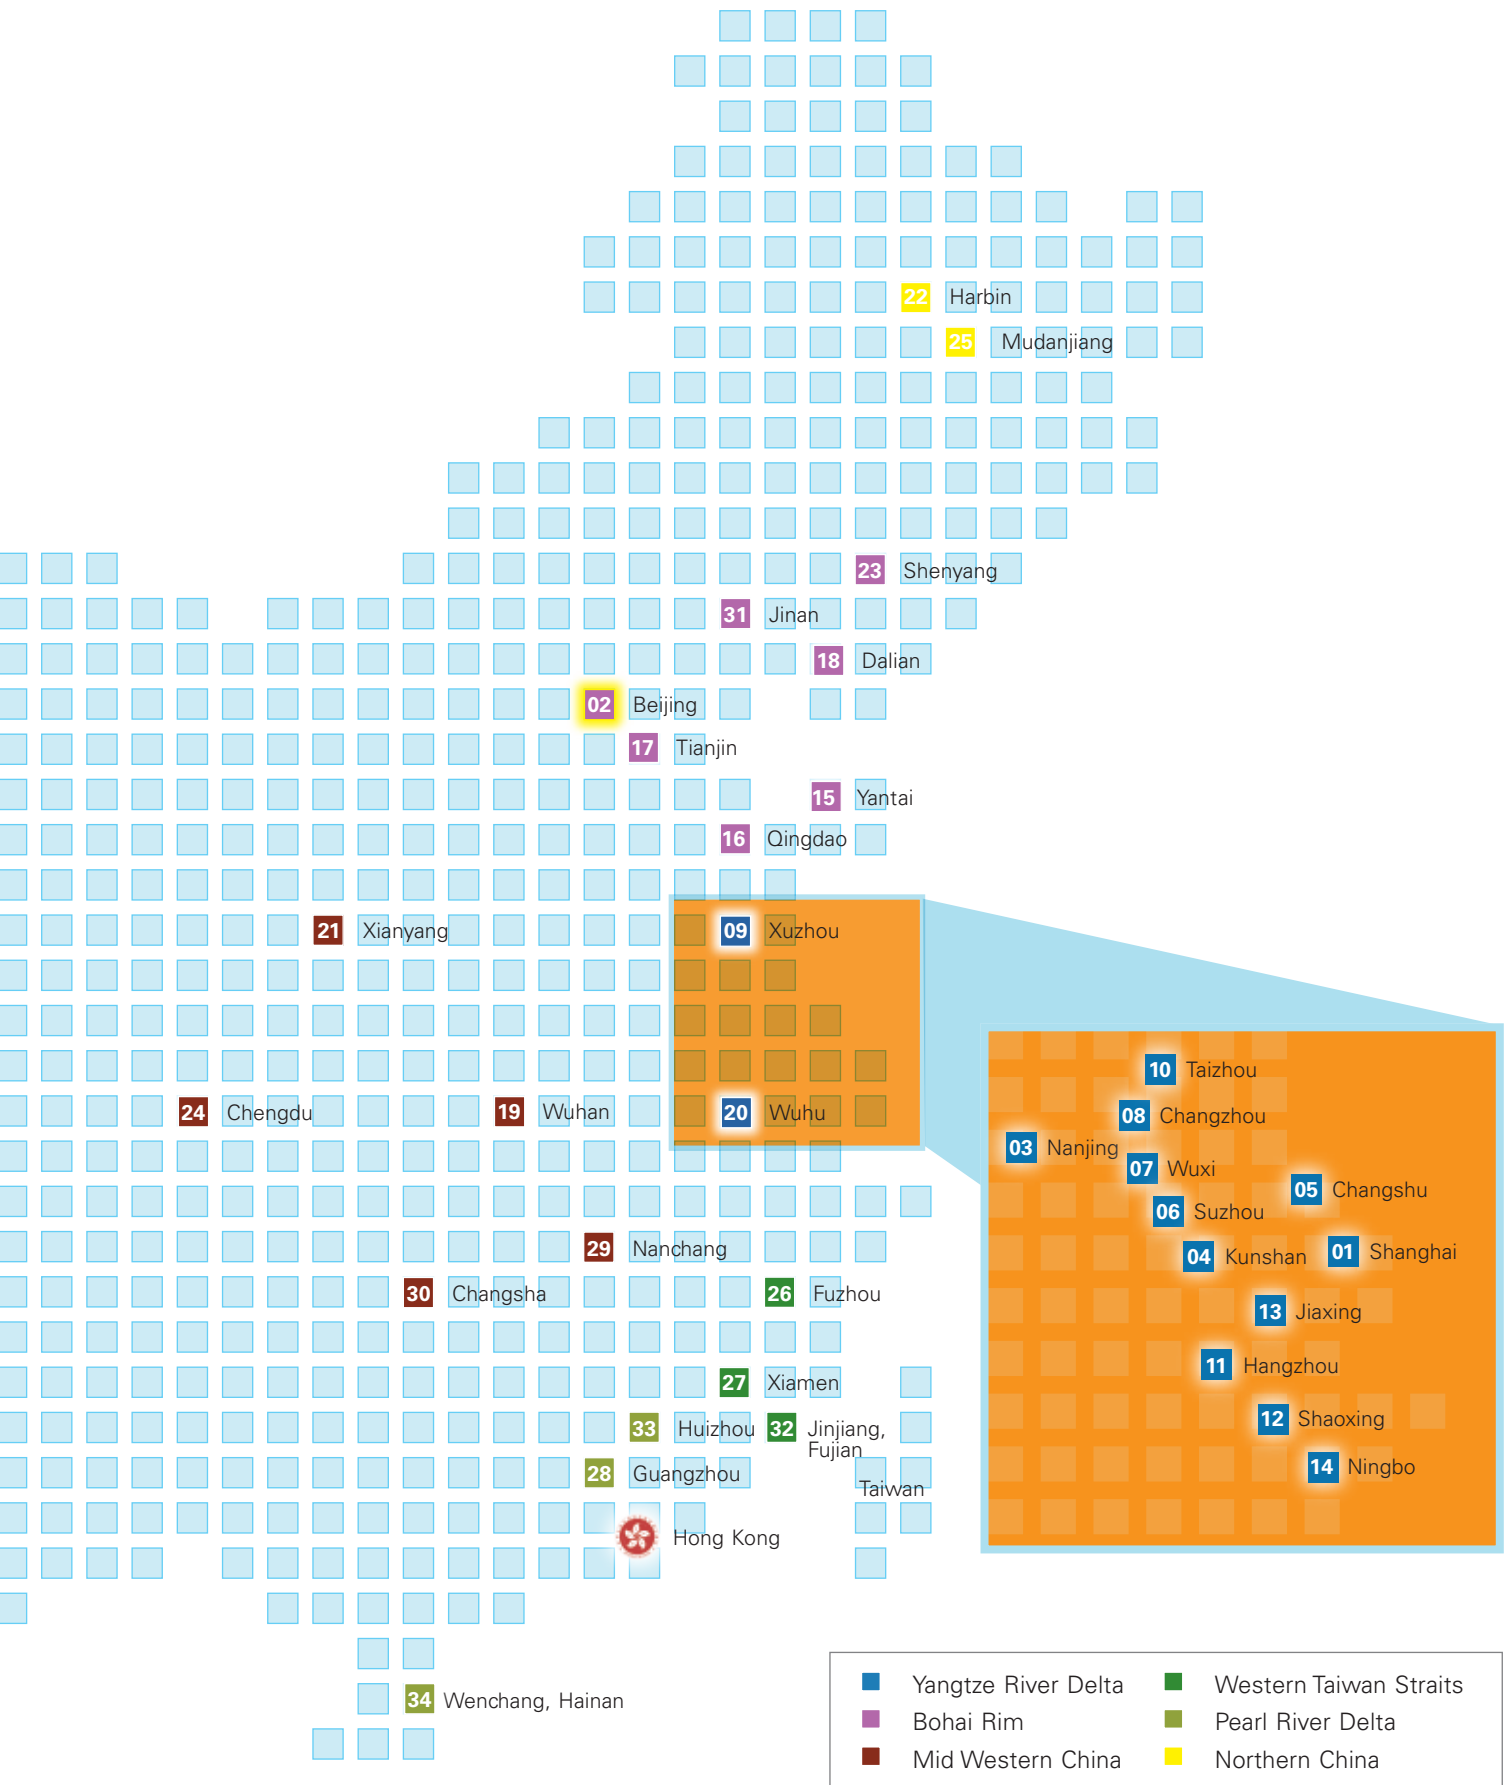 22 Harbin
25 Mudanjiang
23 Shenyang
31 Jinan
18 Dalian
02 Beijing
17 Tianjin
15 Yantai
16 Qingdao
21 Xianyang
09 Xuzhou
24 Chengdu
19 Wuhan
20 Wuhu
10 Taizhou
08 Changzhou
03 Nanjing
07 Wuxi
05 Changshu
06 Suzhou
04 Kunshan
01 Shanghai
13 Jiaxing
11 Hangzhou
12 Shaoxing
14 Ningbo
29 Nanchang
30 Changsha
26 Fuzhou
27 Xiamen
33 Huizhou
32 Jinjiang,
Fujian
28 Guangzhou
Taiwan
Hong Kong
34 Wenchang, Hainan
Yangtze River Delta
Western Taiwan Straits
Bohai Rim
Pearl River Delta
Mid Western China
Northern China